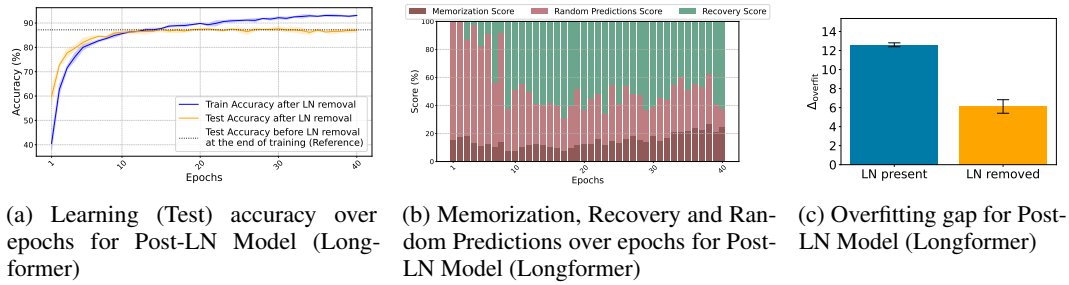 Accuracy (%)
90
80
70
60
50
40
Train Accuracy after LN removal
Test Accuracy after LN removal
Test Accuracy before LN removal
at the end of training (Reference)
1
10
20
30
40
Epochs
Memorization Score
Random Predictions Score
Recovery Score
Score (%)
100
80
60
40
20
0
1
10
20
30
40
Epochs
Δoverfit
14
12
10
8
6
4
2
0
LN present
LN removed
(a) Learning (Test) accuracy over
epochs for Post-LN Model (Long-
former)
(b) Memorization, Recovery and Ran-
dom Predictions over epochs for Post-
LN Model (Longformer)
(c) Overfitting gap for Post-
LN Model (Longformer)